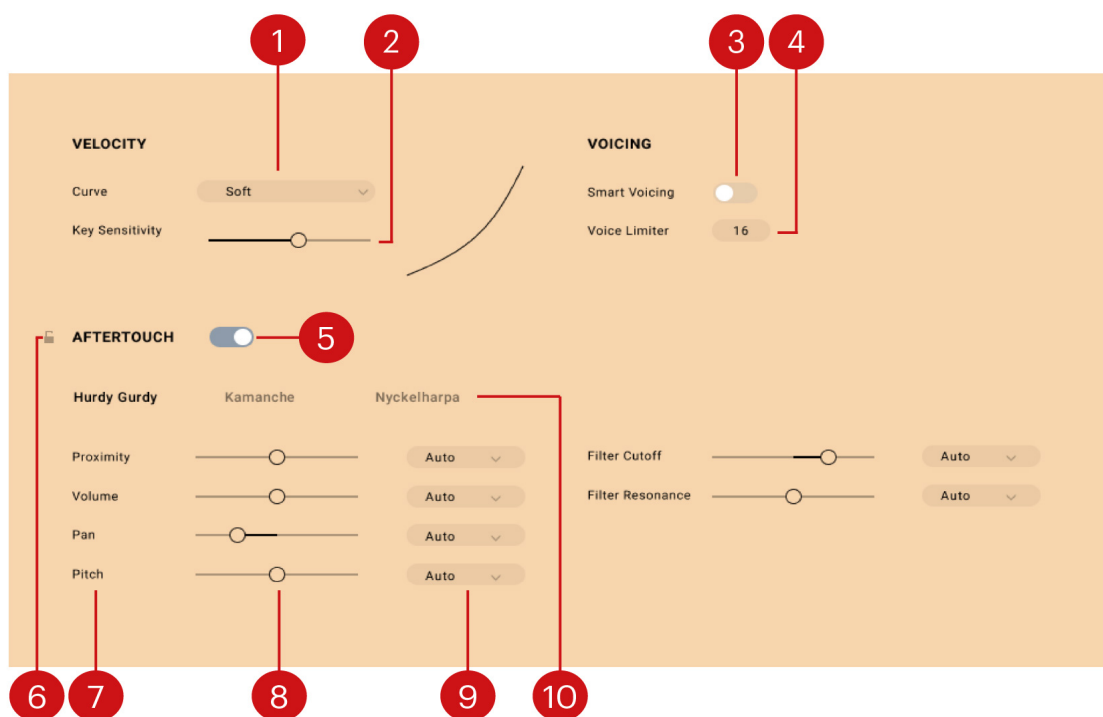 1 2 3 4
VELOCITY VOICING
Curve Soft Smart Voicing
Key Sensitivity Voice Limiter 16
AFTERTOUCH 5
Hurdy Gurdy Kamanche Nyckelharpa
Proximity Auto Filter Cutoff Auto
Volume Auto Filter Resonance Auto
Pan Auto
Pitch Auto
6 7 8 9 10